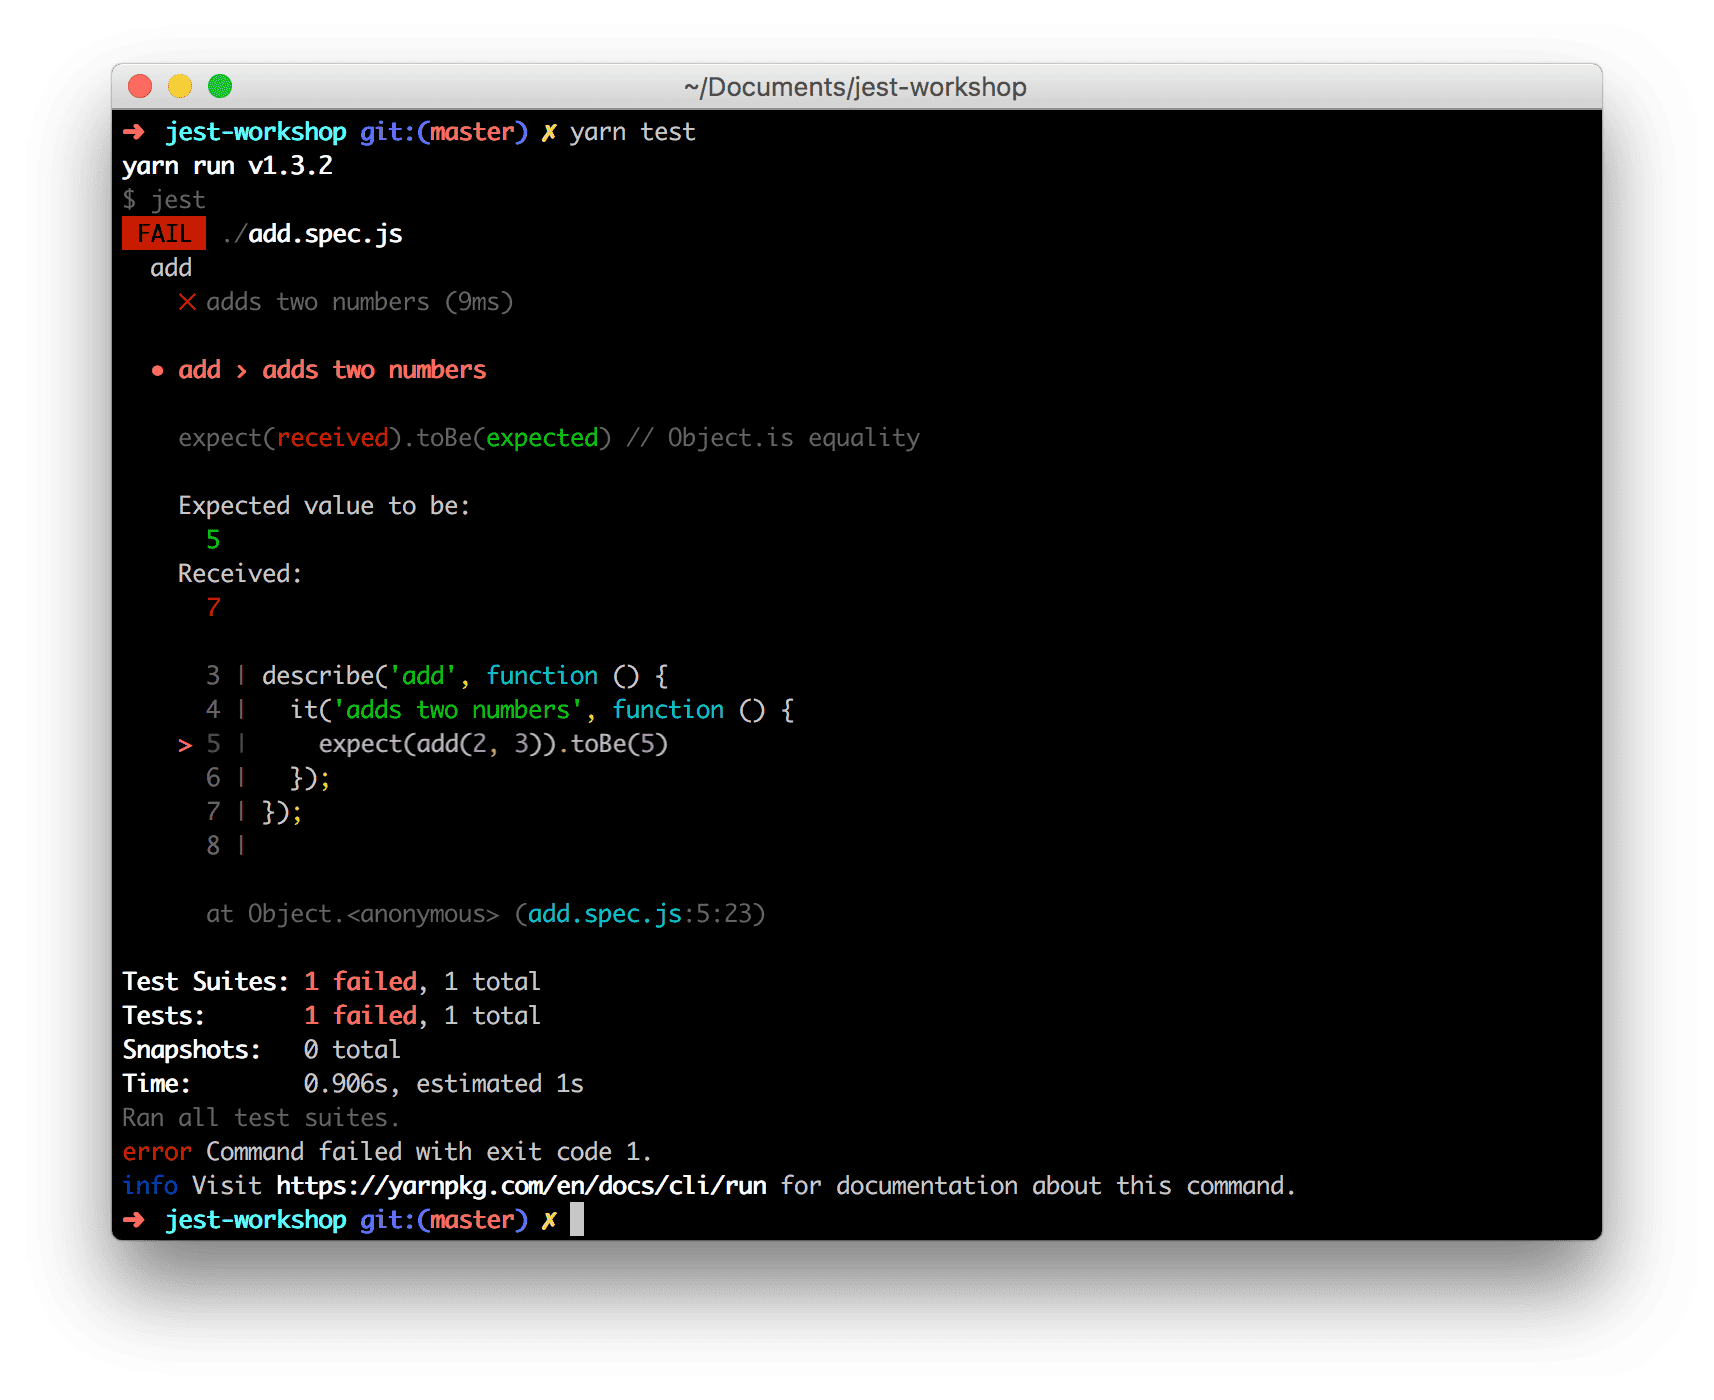 ~/Documents/jest-workshop
➜  jest-workshop git:(master) ✗ yarn test
yarn run v1.3.2
$ jest
 FAIL  ./add.spec.js
  add
    ✕ adds two numbers (9ms)

  ● add › adds two numbers

    expect(received).toBe(expected) // Object.is equality

    Expected value to be:
      5
    Received:
      7

      3 | describe('add', function () {
      4 |   it('adds two numbers', function () {
    > 5 |     expect(add(2, 3)).toBe(5)
      6 |   });
      7 | });
      8 |

      at Object.<anonymous> (add.spec.js:5:23)

Test Suites: 1 failed, 1 total
Tests:       1 failed, 1 total
Snapshots:   0 total
Time:        0.906s, estimated 1s
Ran all test suites.
error Command failed with exit code 1.
info Visit https://yarnpkg.com/en/docs/cli/run for documentation about this command.
➜  jest-workshop git:(master) ✗